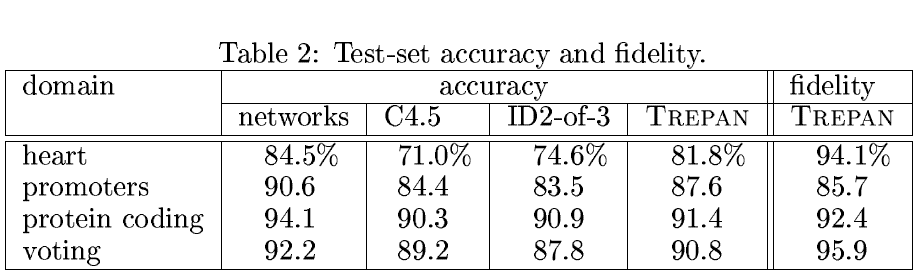 Table 2: Test-set accuracy and fidelity.
domain accuracy fidelity
networks C4.5 ID2-of-3 TREPAN TREPAN
heart 84.5% 71.0% 74.6% 81.8% 94.1%
promoters 90.6 84.4 83.5 87.6 85.7
protein coding 94.1 90.3 90.9 91.4 92.4
voting 92.2 89.2 87.8 90.8 95.9